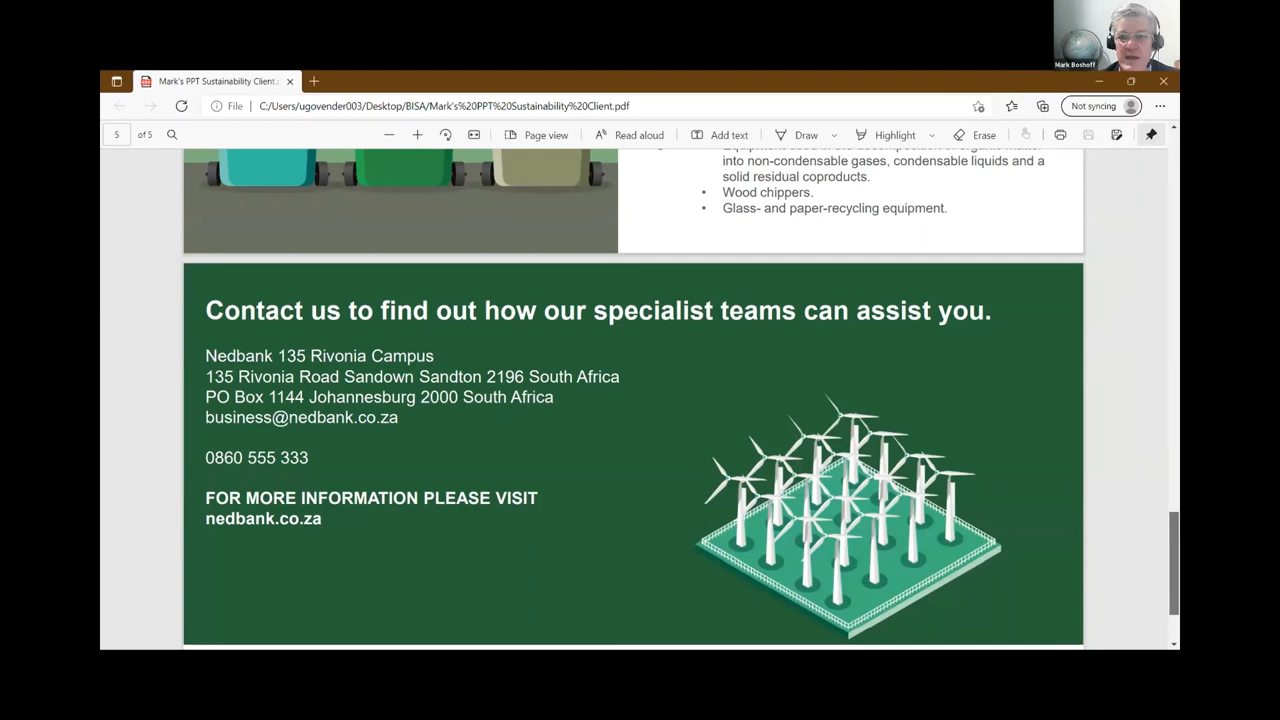 Mark Boshoff
Mark's PPT Sustainability Client.
File
C:/Users/ugovender003/Desktop/BISA/Mark's%20PPT%20Sustainability%20Client.pdf
Not syncing
5 of 5
Page view
Read aloud
Add text
Draw
Highlight
Erase
into non-condensable gases, condensable liquids and a
solid residual coproducts.
• Wood chippers.
• Glass- and paper-recycling equipment.
Contact us to find out how our specialist teams can assist you.
Nedbank 135 Rivonia Campus
135 Rivonia Road Sandown Sandton 2196 South Africa
PO Box 1144 Johannesburg 2000 South Africa
business@nedbank.co.za
0860 555 333
FOR MORE INFORMATION PLEASE VISIT
nedbank.co.za